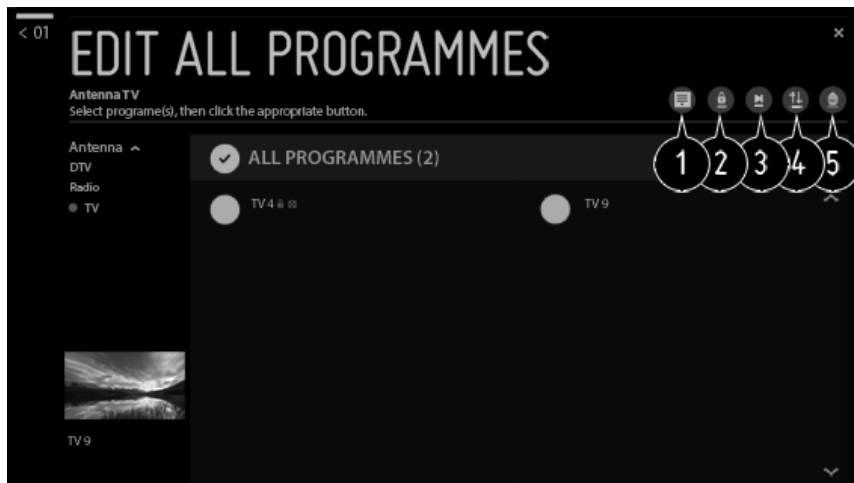 < 01
EDIT ALL PROGRAMMES
Antenna TV
Select programe(s), then click the appropriate button.
1 2 3 4 5
Antenna
DTV
Radio
TV
ALL PROGRAMMES (2)
TV 4
TV 9
TV 9